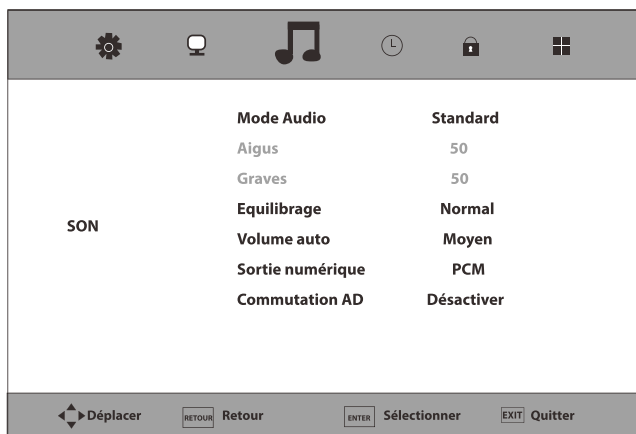 Mode Audio Standard
Aigus 50
Graves 50
Equilibrage Normal
SON
Volume auto Moyen
Sortie numérique PCM
Commutation AD Désactiver
Déplacer RETOUR Retour ENTER Sélectionner EXIT Quitter